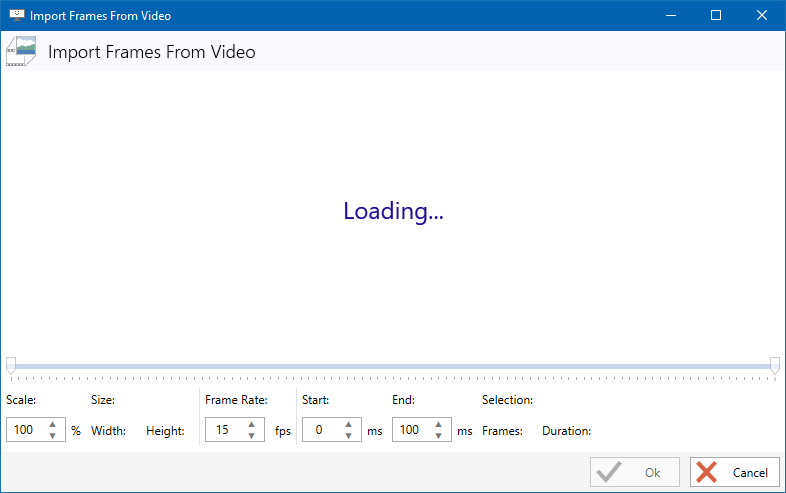 Import Frames From Video
Import Frames From Video
Loading...
Scale: Size: Frame Rate: Start: End: Selection:
100 % Width: Height: 15 fps 0 ms 100 ms Frames: Duration:
Ok Cancel